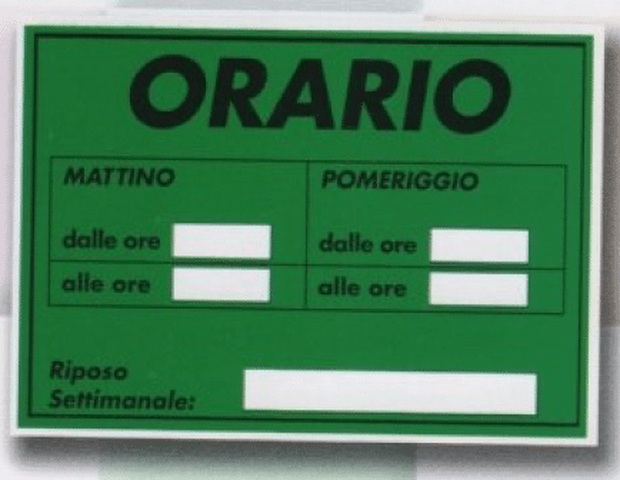 ORARIO
MATTINO
POMERIGGIO
dalle ore
dalle ore
alle ore
alle ore
Riposo
Settimanale: